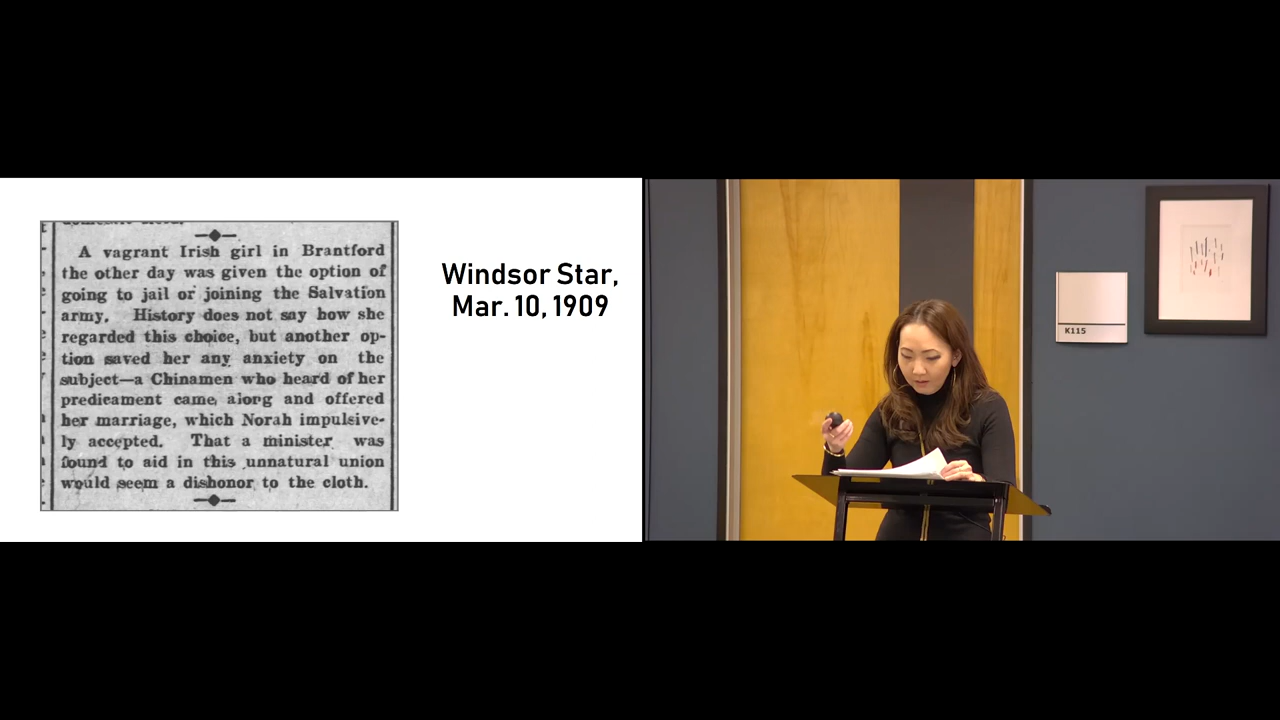 A vagrant Irish girl in Brantford
the other day was given the option of
going to jail or joining the Salvation
army. History does not say how she
regarded this choice, but another op-
tion saved her any anxiety on the
subject—a Chinamen who heard of her
predicament came along and offered
her marriage, which Norah impulsive-
ly accepted. That a minister was
found to aid in this unnatural union
would seem a dishonor to the cloth.
Windsor Star,
Mar. 10, 1909
K115